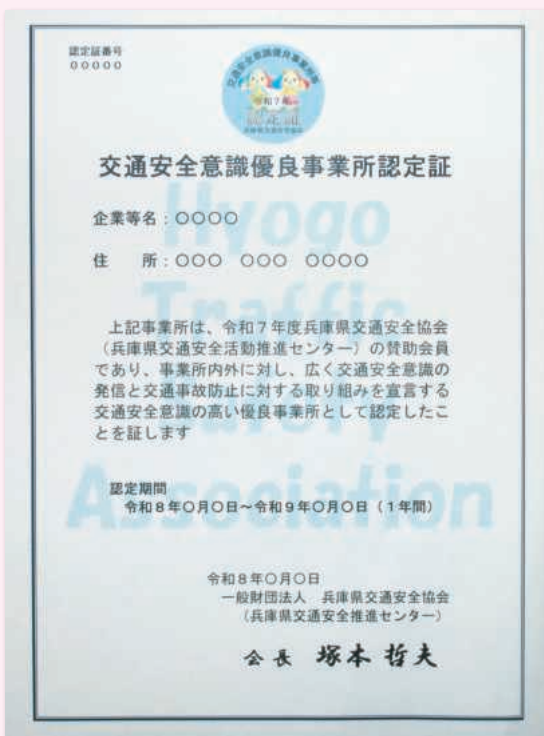 認定証番号
00000
交通安全意識優良事業所認定証
企業等名:〇〇〇〇
住　所:〇〇〇 〇〇〇 〇〇〇〇
上記事業所は、令和7年度兵庫県交通安全協会
(兵庫県交通安全活動推進センター)の賛助会員
であり、事業所内外に対し、広く交通安全意識の
発信と交通事故防止に対する取り組みを宣言する
交通安全意識の高い優良事業所として認定したこ
とを証します
認定期間
令和8年〇月〇日~令和9年〇月〇日(1年間)
令和8年〇月〇日
一般財団法人 兵庫県交通安全協会
(兵庫県交通安全推進センター)
会長 塚本哲夫
Hyogo
Traffic
Safety
Association